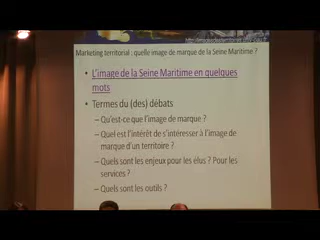 Marketing territorial : quelle image de marque de la Seine Maritime ?
• L'image de la Seine Maritime en quelques
mots
• Termes du (des) débats
– Qu'est-ce que l'image de marque ?
– Quel est l'intérêt de s'intéresser à l'image de
marque d'un territoire ?
– Quels sont les enjeux pour les élus ? Pour les
services ?
– Quels sont les outils ?